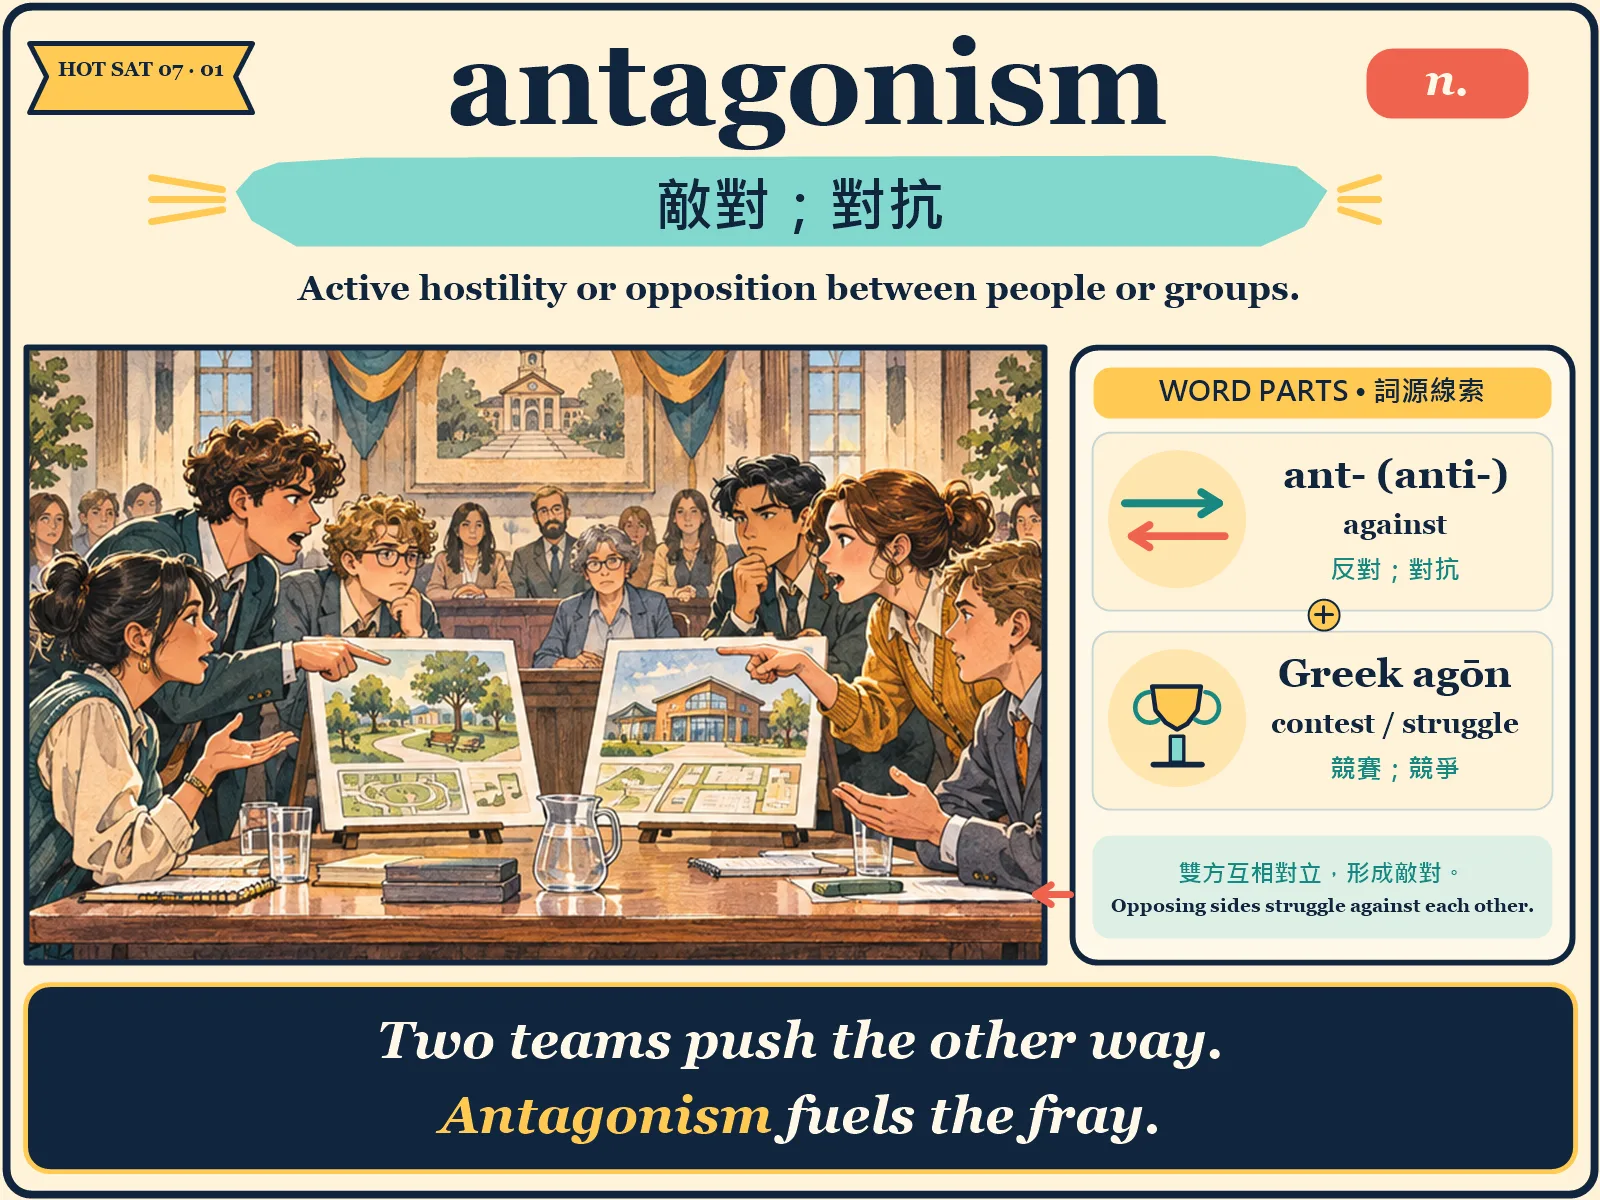 HOT SAT 07 · 01
antagonism
n.
敵對；對抗
Active hostility or opposition between people or groups.
WORD PARTS • 詞源線索
ant- (anti-)
against
反對；對抗
Greek agōn
contest / struggle
競賽；競爭
雙方互相對立，形成敵對。
Opposing sides struggle against each other.
Two teams push the other way.
Antagonism fuels the fray.